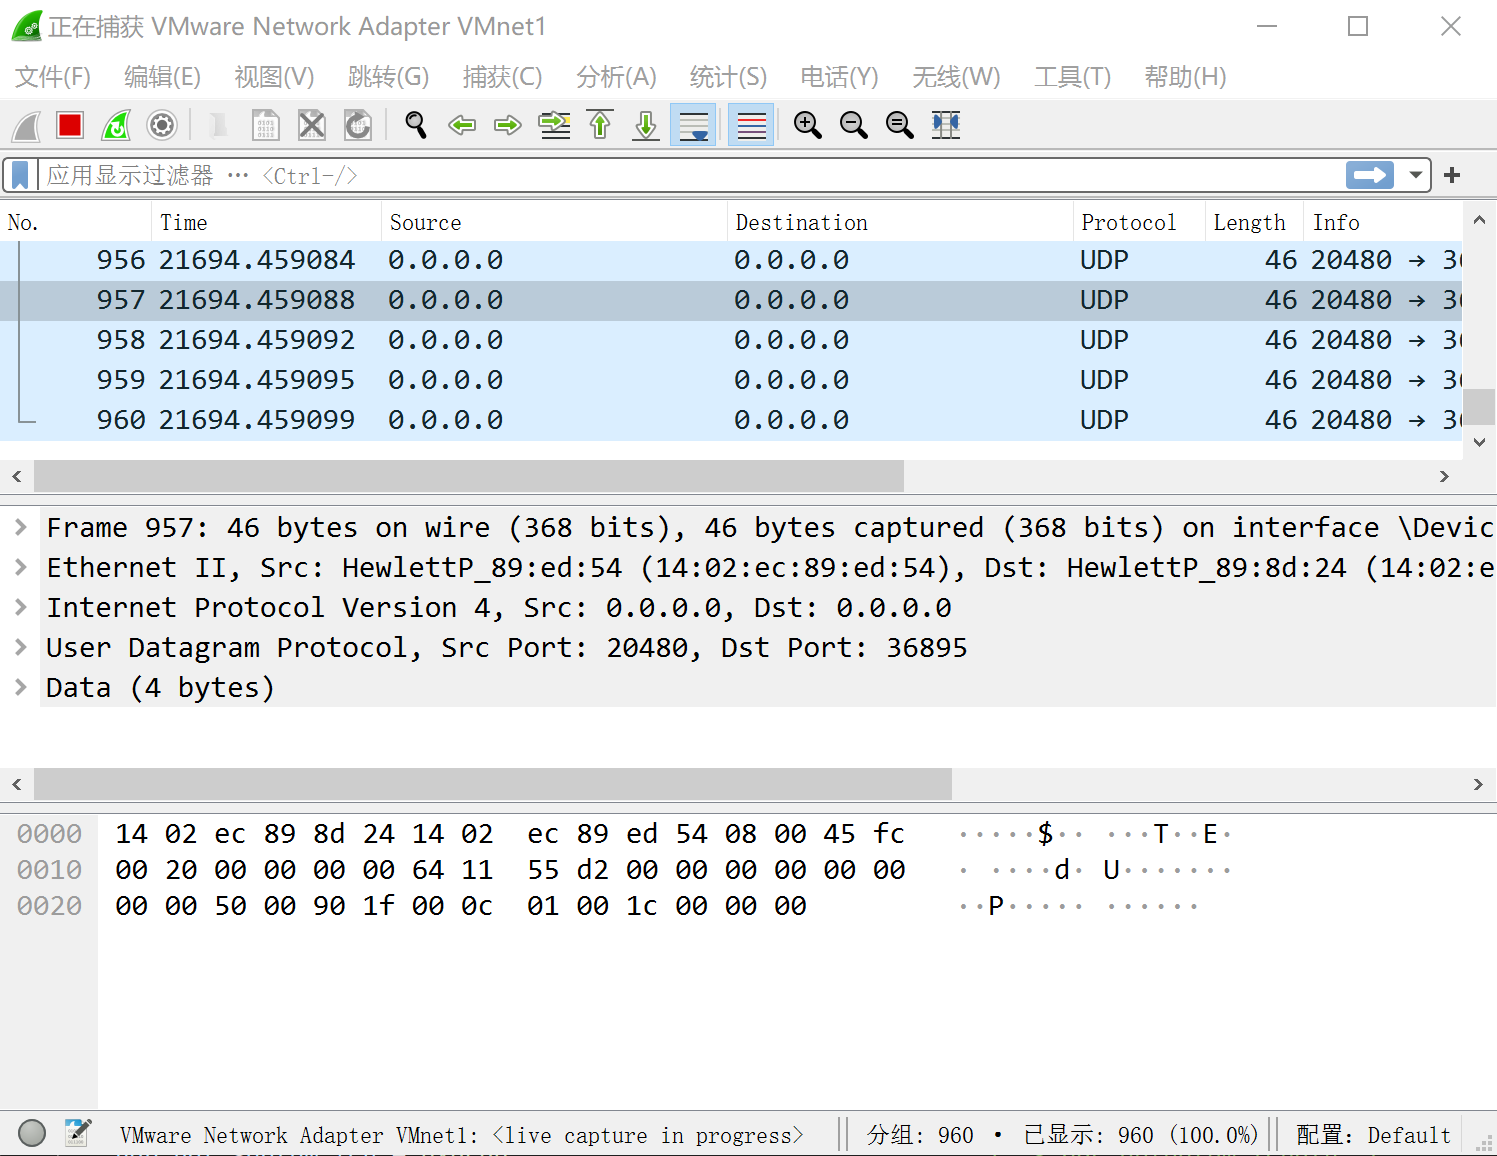 正在捕获 VMware Network Adapter VMnet1
文件(F) 编辑(E) 视图(V) 跳转(G) 捕获(C) 分析(A) 统计(S) 电话(Y) 无线(W) 工具(T) 帮助(H)
应用显示过滤器 … <Ctrl-/>
No. Time Source Destination Protocol Length Info
956 21694.459084 0.0.0.0 0.0.0.0 UDP 46 20480 → 36
957 21694.459088 0.0.0.0 0.0.0.0 UDP 46 20480 → 36
958 21694.459092 0.0.0.0 0.0.0.0 UDP 46 20480 → 36
959 21694.459095 0.0.0.0 0.0.0.0 UDP 46 20480 → 36
960 21694.459099 0.0.0.0 0.0.0.0 UDP 46 20480 → 36
Frame 957: 46 bytes on wire (368 bits), 46 bytes captured (368 bits) on interface \Devic
Ethernet II, Src: HewlettP_89:ed:54 (14:02:ec:89:ed:54), Dst: HewlettP_89:8d:24 (14:02:e
Internet Protocol Version 4, Src: 0.0.0.0, Dst: 0.0.0.0
User Datagram Protocol, Src Port: 20480, Dst Port: 36895
Data (4 bytes)
0000 14 02 ec 89 8d 24 14 02 ec 89 ed 54 08 00 45 fc ·····$·· ···T··E·
0010 00 20 00 00 00 00 64 11 55 d2 00 00 00 00 00 00 · ····d· U·······
0020 00 00 50 00 90 1f 00 0c 01 00 1c 00 00 00 ··P····· ······
VMware Network Adapter VMnet1: <live capture in progress> 分组: 960 · 已显示: 960 (100.0%) 配置: Default